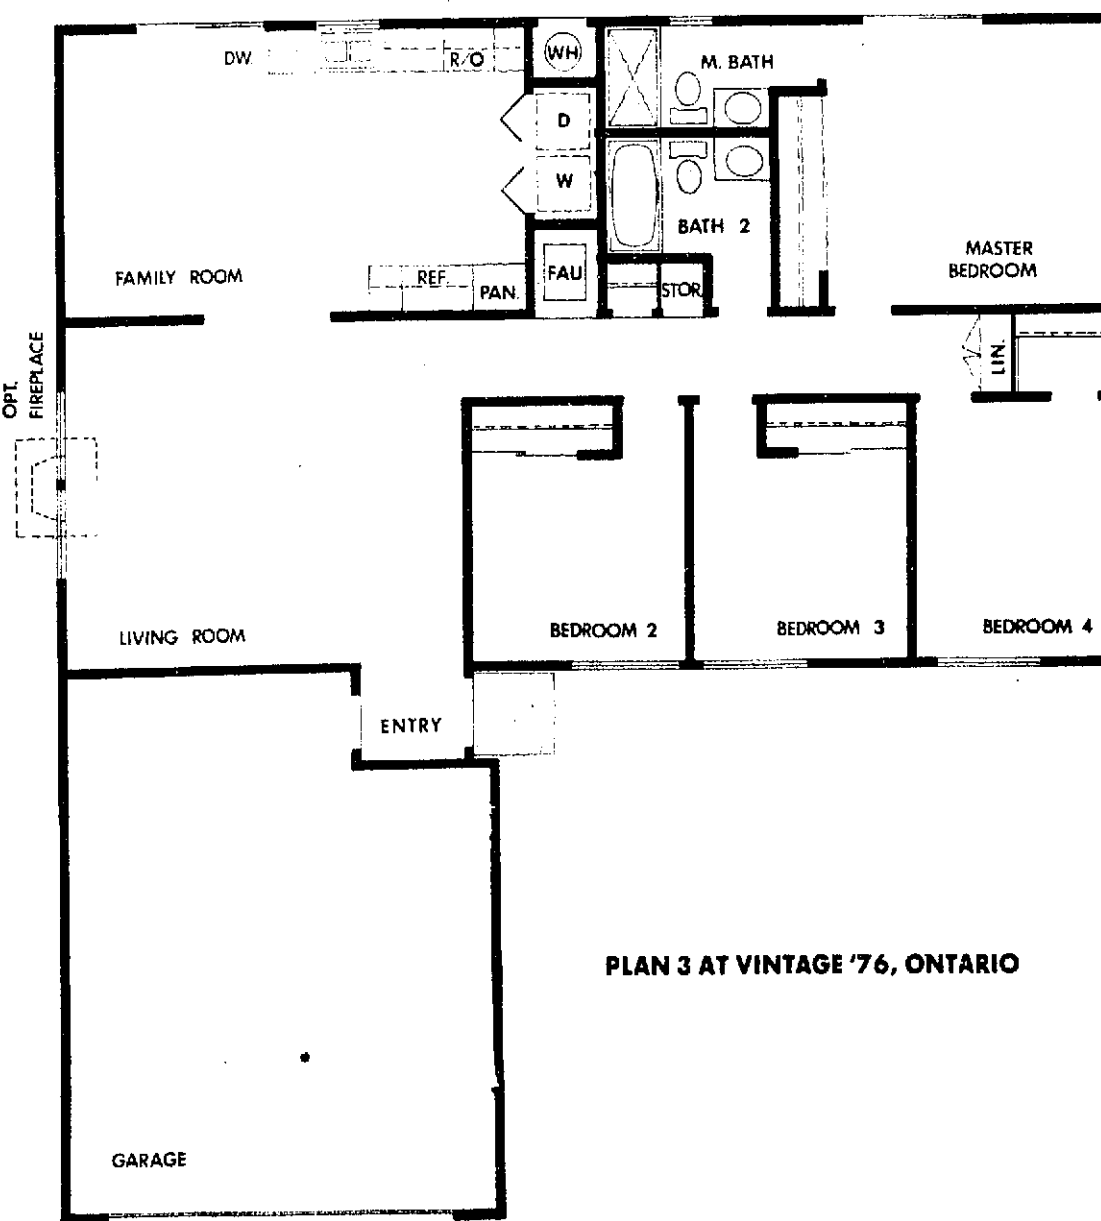 DW.
R/O
WH
M. BATH
D
W
BATH 2
FAMILY ROOM
REF.
PAN.
FAU
STOR.
MASTER
BEDROOM
OPT.
FIREPLACE
LIN.
LIVING ROOM
BEDROOM 2
BEDROOM 3
BEDROOM 4
ENTRY
PLAN 3 AT VINTAGE '76, ONTARIO
GARAGE